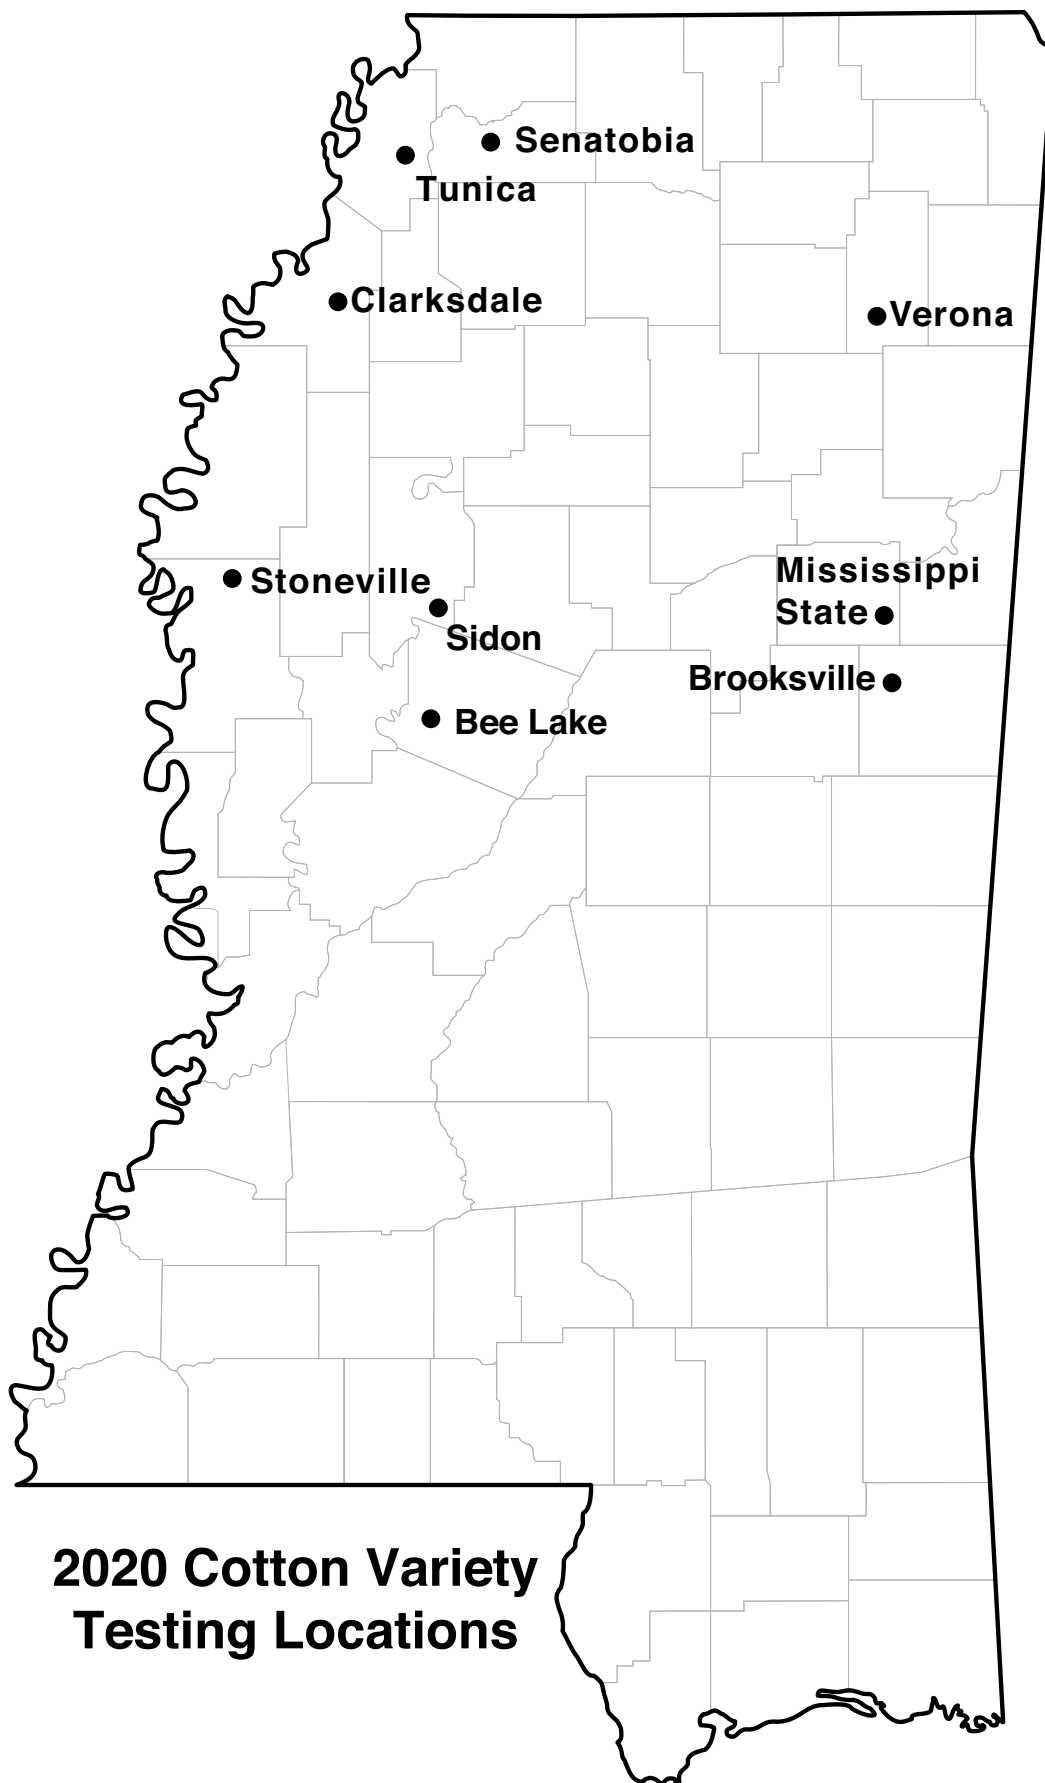 Senatobia
Tunica
Clarksdale
Verona
Mississippi
State
Stoneville
Sidon
Brooksville
Bee Lake
2020 Cotton Variety
Testing Locations